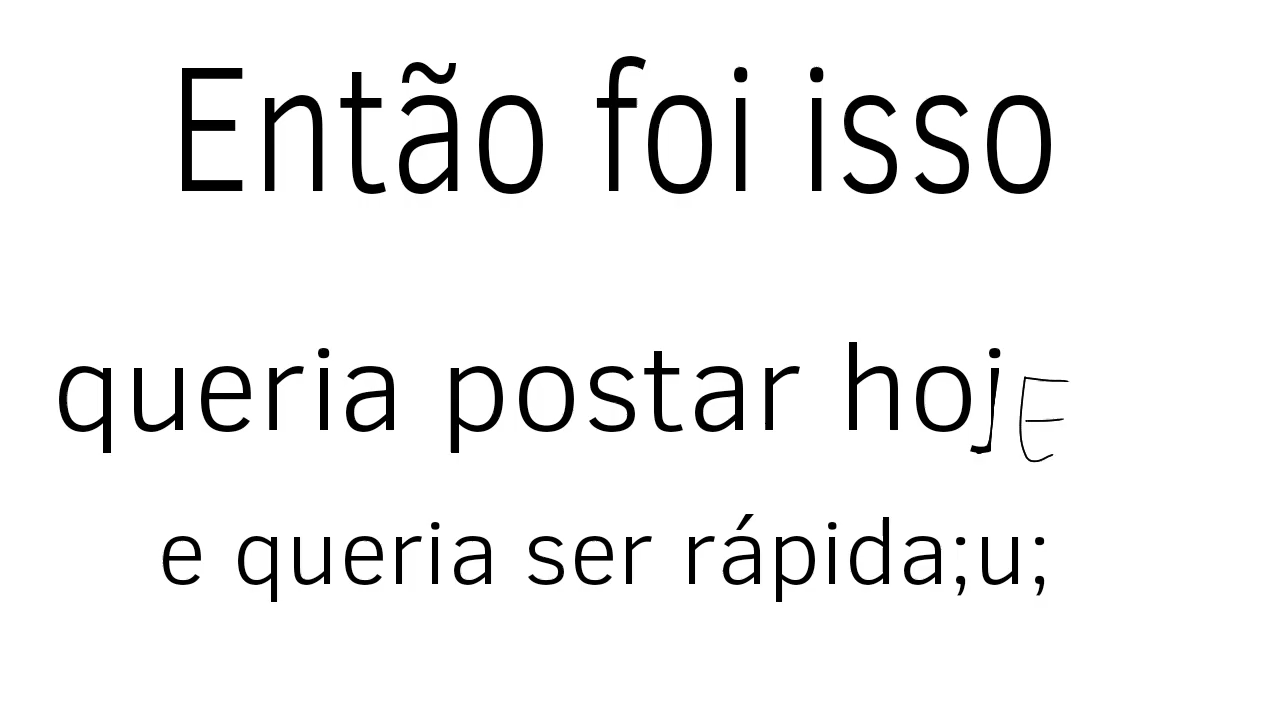 Então foi isso
queria postar hojE
e queria ser rápida;u;